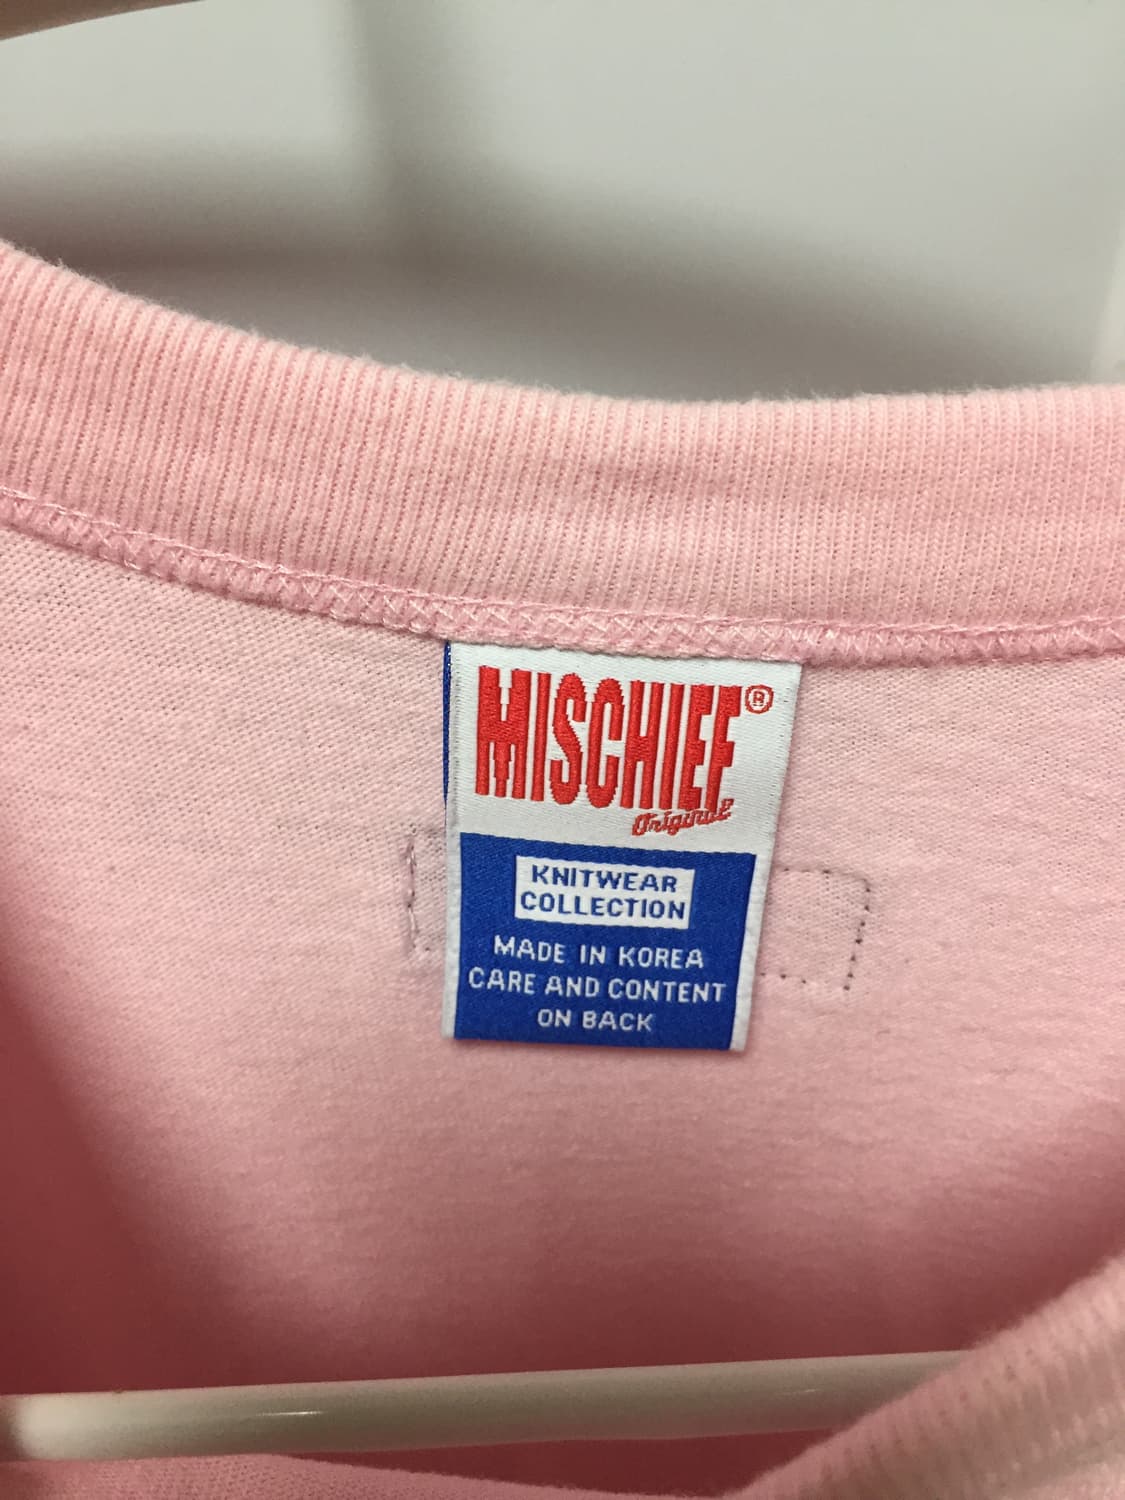 MISCHIEF®
Original
KNITWEAR
COLLECTION
MADE IN KOREA
CARE AND CONTENT
ON BACK